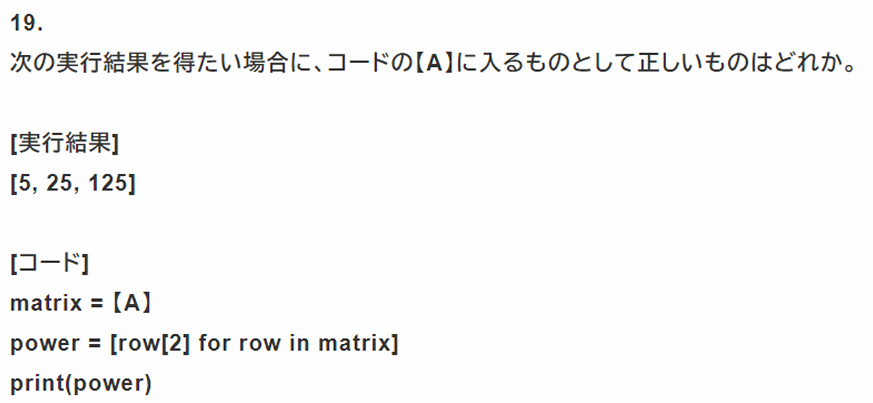 19.
次の実行結果を得たい場合に、コードの【A】に入るものとして正しいものはどれか。
[実行結果]
[5, 25, 125]
[コード]
matrix = 【A】
power = [row[2] for row in matrix]
print(power)